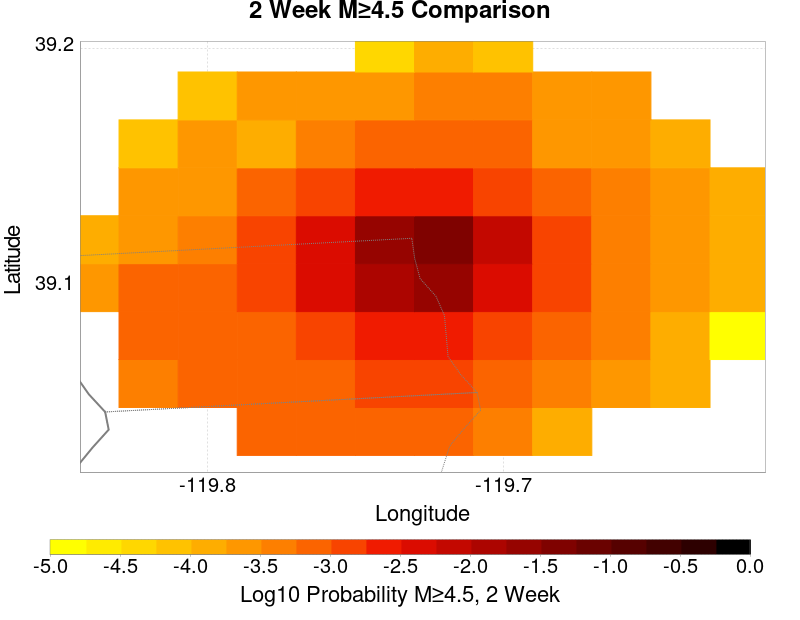 2 Week M≥4.5 Comparison
39.2
39.1
Latitude
-119.8 -119.7
Longitude
-5.0 -4.5 -4.0 -3.5 -3.0 -2.5 -2.0 -1.5 -1.0 -0.5 0.0
Log10 Probability M≥4.5, 2 Week